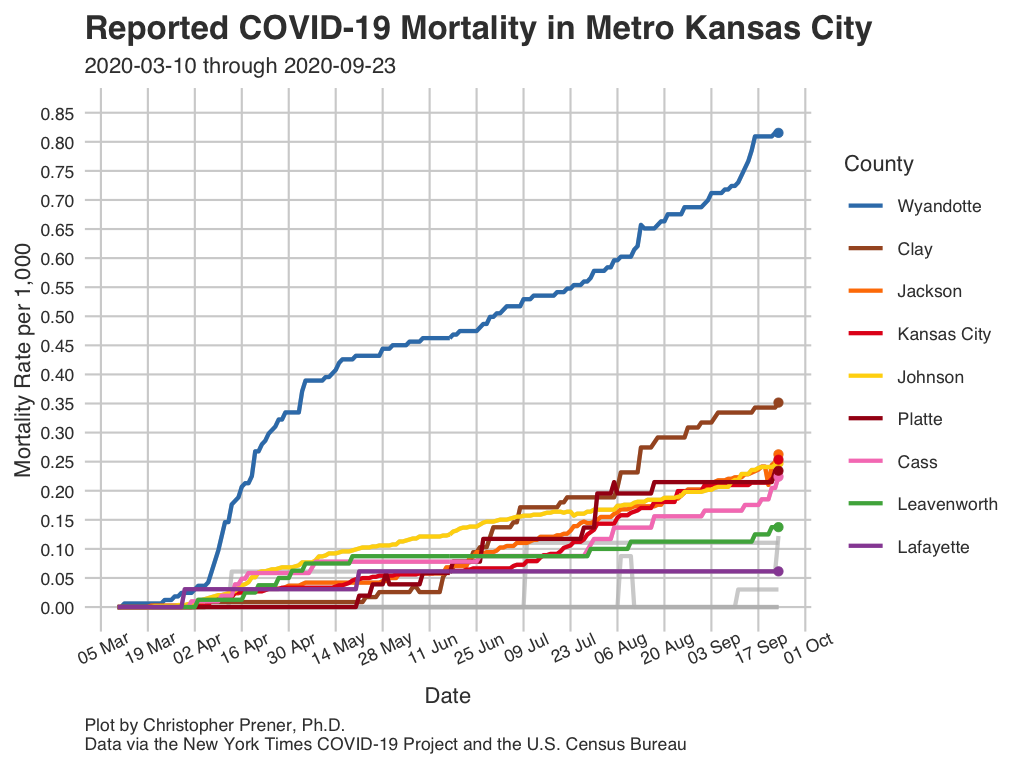 Reported COVID-19 Mortality in Metro Kansas City
2020-03-10 through 2020-09-23
Mortality Rate per 1,000
0.85
0.80
0.75
0.70
0.65
0.60
0.55
0.50
0.45
0.40
0.35
0.30
0.25
0.20
0.15
0.10
0.05
0.00
05 Mar
19 Mar
02 Apr
16 Apr
30 Apr
14 May
28 May
11 Jun
25 Jun
09 Jul
23 Jul
06 Aug
20 Aug
03 Sep
17 Sep
01 Oct
Date
County
Wyandotte
Clay
Jackson
Kansas City
Johnson
Platte
Cass
Leavenworth
Lafayette
Plot by Christopher Prener, Ph.D.
Data via the New York Times COVID-19 Project and the U.S. Census Bureau